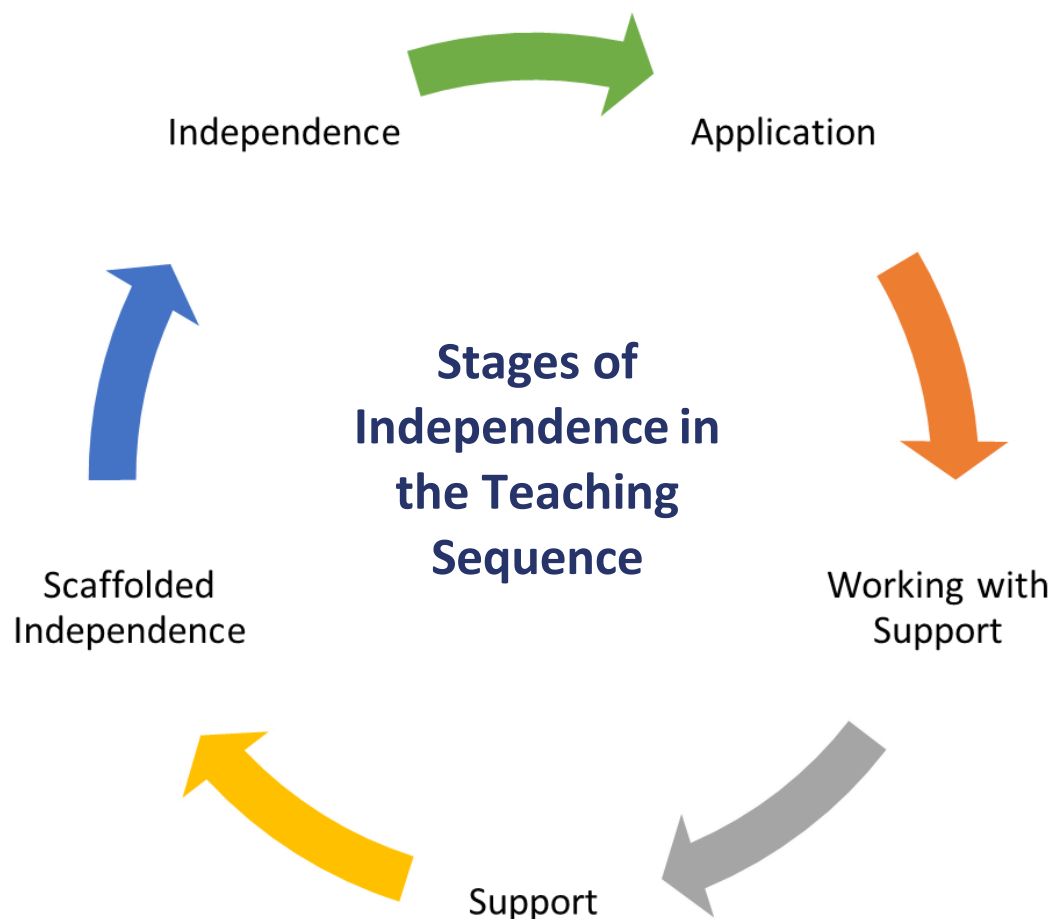 Independence
Application
Stages of
Independence in
the Teaching
Sequence
Scaffolded
Independence
Working with
Support
Support